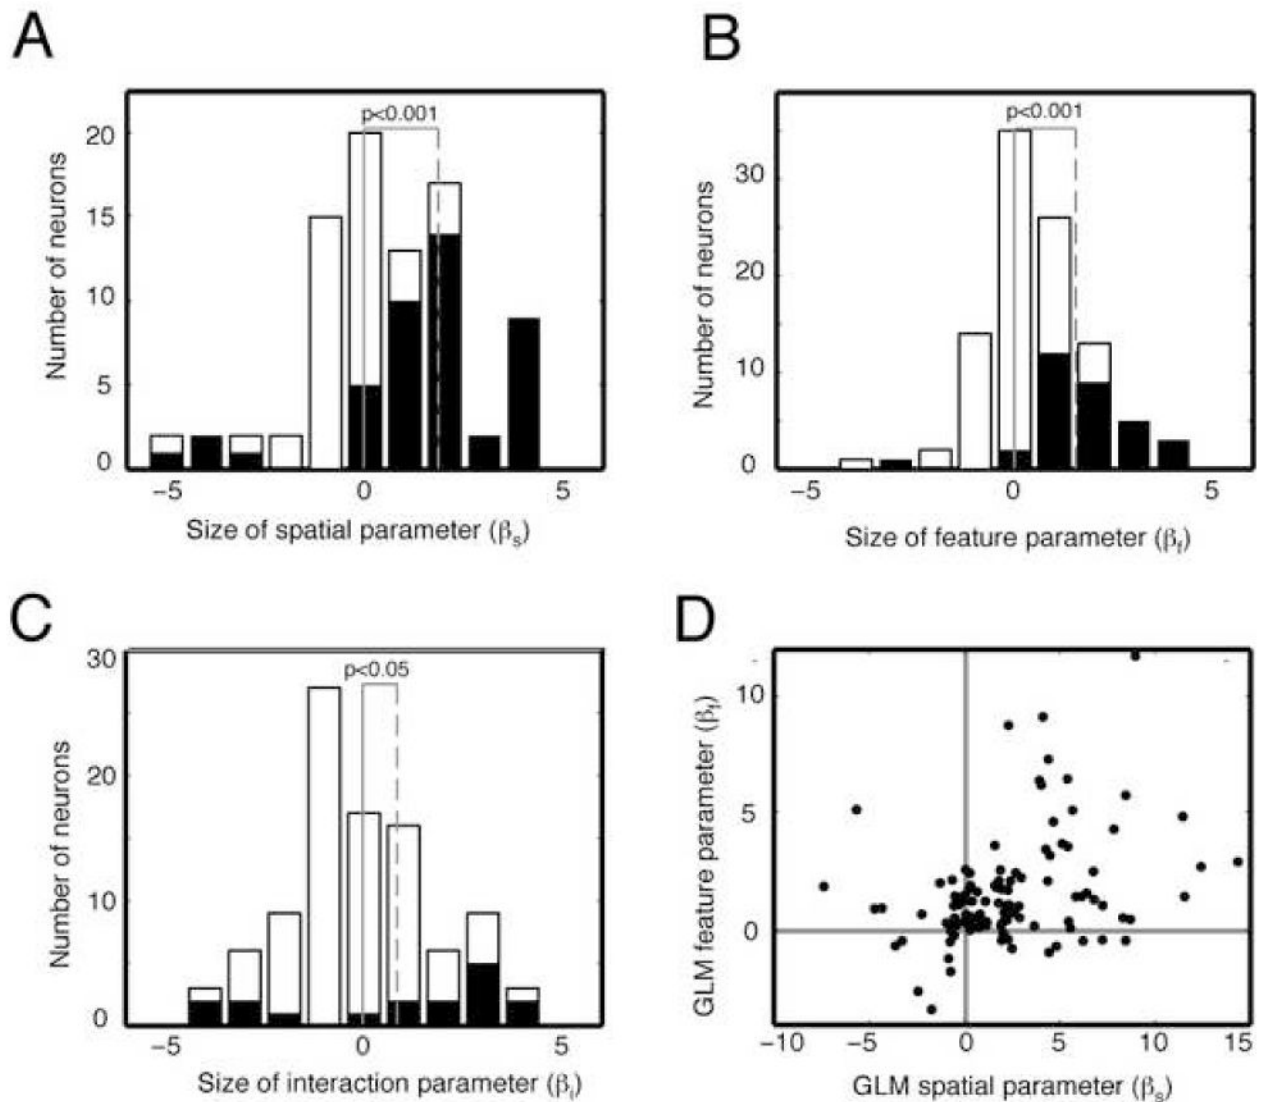 A
p<0.001
Number of neurons
20
15
10
5
0
−5 0 5
Size of spatial parameter (βs)
B
p<0.001
Number of neurons
30
20
10
0
−5 0 5
Size of feature parameter (βf)
C
p<0.05
Number of neurons
30
20
10
0
−5 0 5
Size of interaction parameter (βi)
D
GLM feature parameter (βf)
10
5
0
−10 −5 0 5 10 15
GLM spatial parameter (βs)